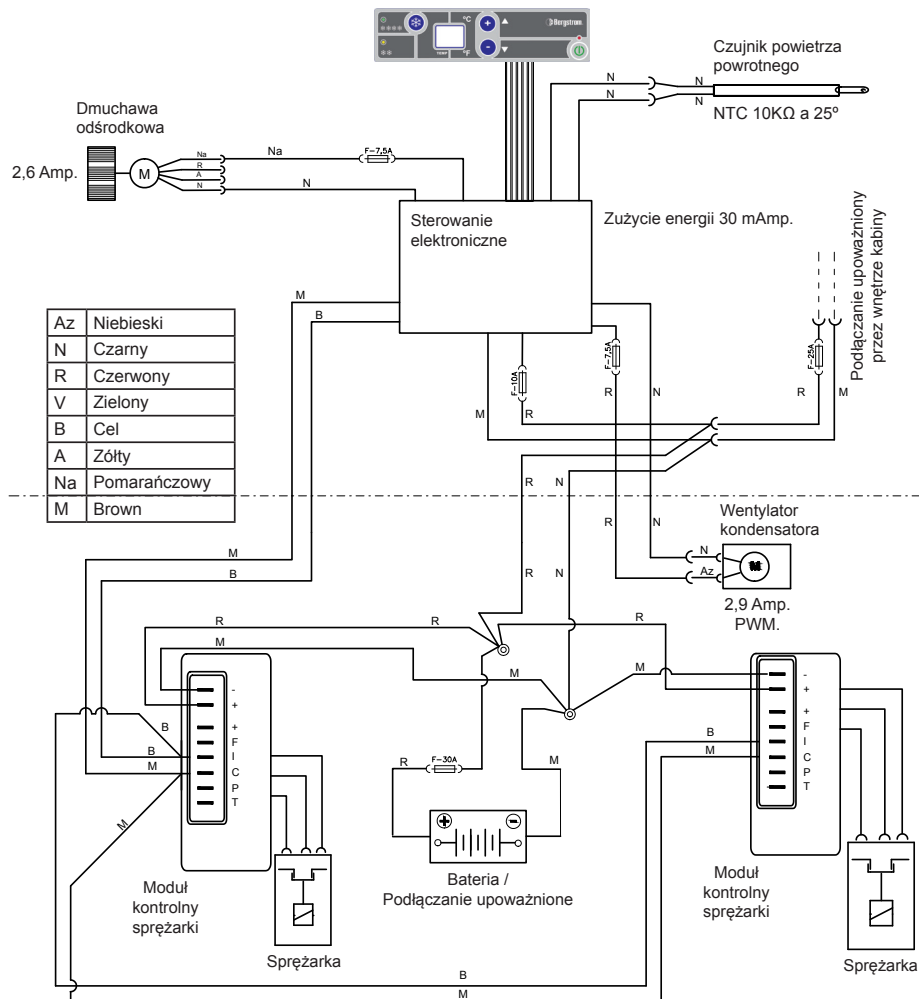 °C
°F
TEMP
Bergstrom
Czujnik powietrza
powrotnego
NTC 10KΩ a 25º
N
N
N
N
Dmuchawa
odśrodkowa
2,6 Amp.
M
Na
R
A
N
Na
N
F-7,5A
Sterowanie
elektroniczne
Zużycie energii 30 mAmp.
Podłączanie upoważniony
przez wnętrze kabiny
M
B
F-10A
F-7,5A
F-25A
M
R
R
N
R
M
Az Niebieski
N Czarny
R Czerwony
V Zielony
B Cel
A Zółty
Na Pomarańczowy
M Brown
R
N
R
N
Wentylator
kondensatora
N
Az
M
2,9 Amp.
PWM.
M
B
R
N
R
R
R
M
M
M
-
+
+
F
I
C
P
T
B
B
M
M
-
+
+
F
I
C
P
T
B
M
R
F-30A
M
+
-
Bateria /
Podłączanie upoważnione
Moduł
kontrolny
sprężarki
Sprężarka
Moduł
kontrolny
sprężarki
Sprężarka
B
M